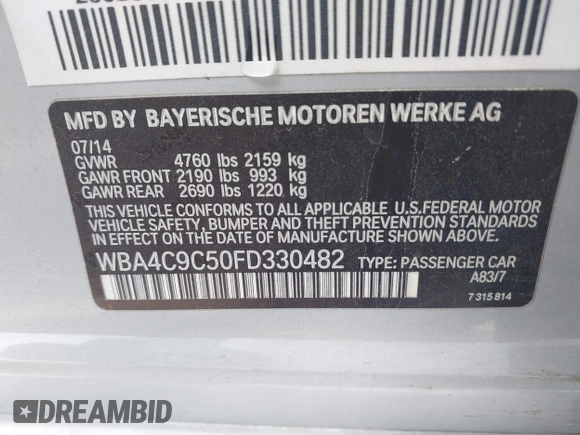 MFD BY BAYERISCHE MOTOREN WERKE AG
07/14
GVWR 4760 lbs 2159 kg
GAWR FRONT 2190 lbs 993 kg
GAWR REAR 2690 lbs 1220 kg
THIS VEHICLE CONFORMS TO ALL APPLICABLE U.S.FEDERAL MOTOR
VEHICLE SAFETY, BUMPER, AND THEFT PREVENTION STANDARDS
IN EFFECT ON THE DATE OF MANUFACTURE SHOWN ABOVE.
WBA4C9C50FD330482 TYPE: PASSENGER CAR
A83/7
7 315 814
DREAMBID